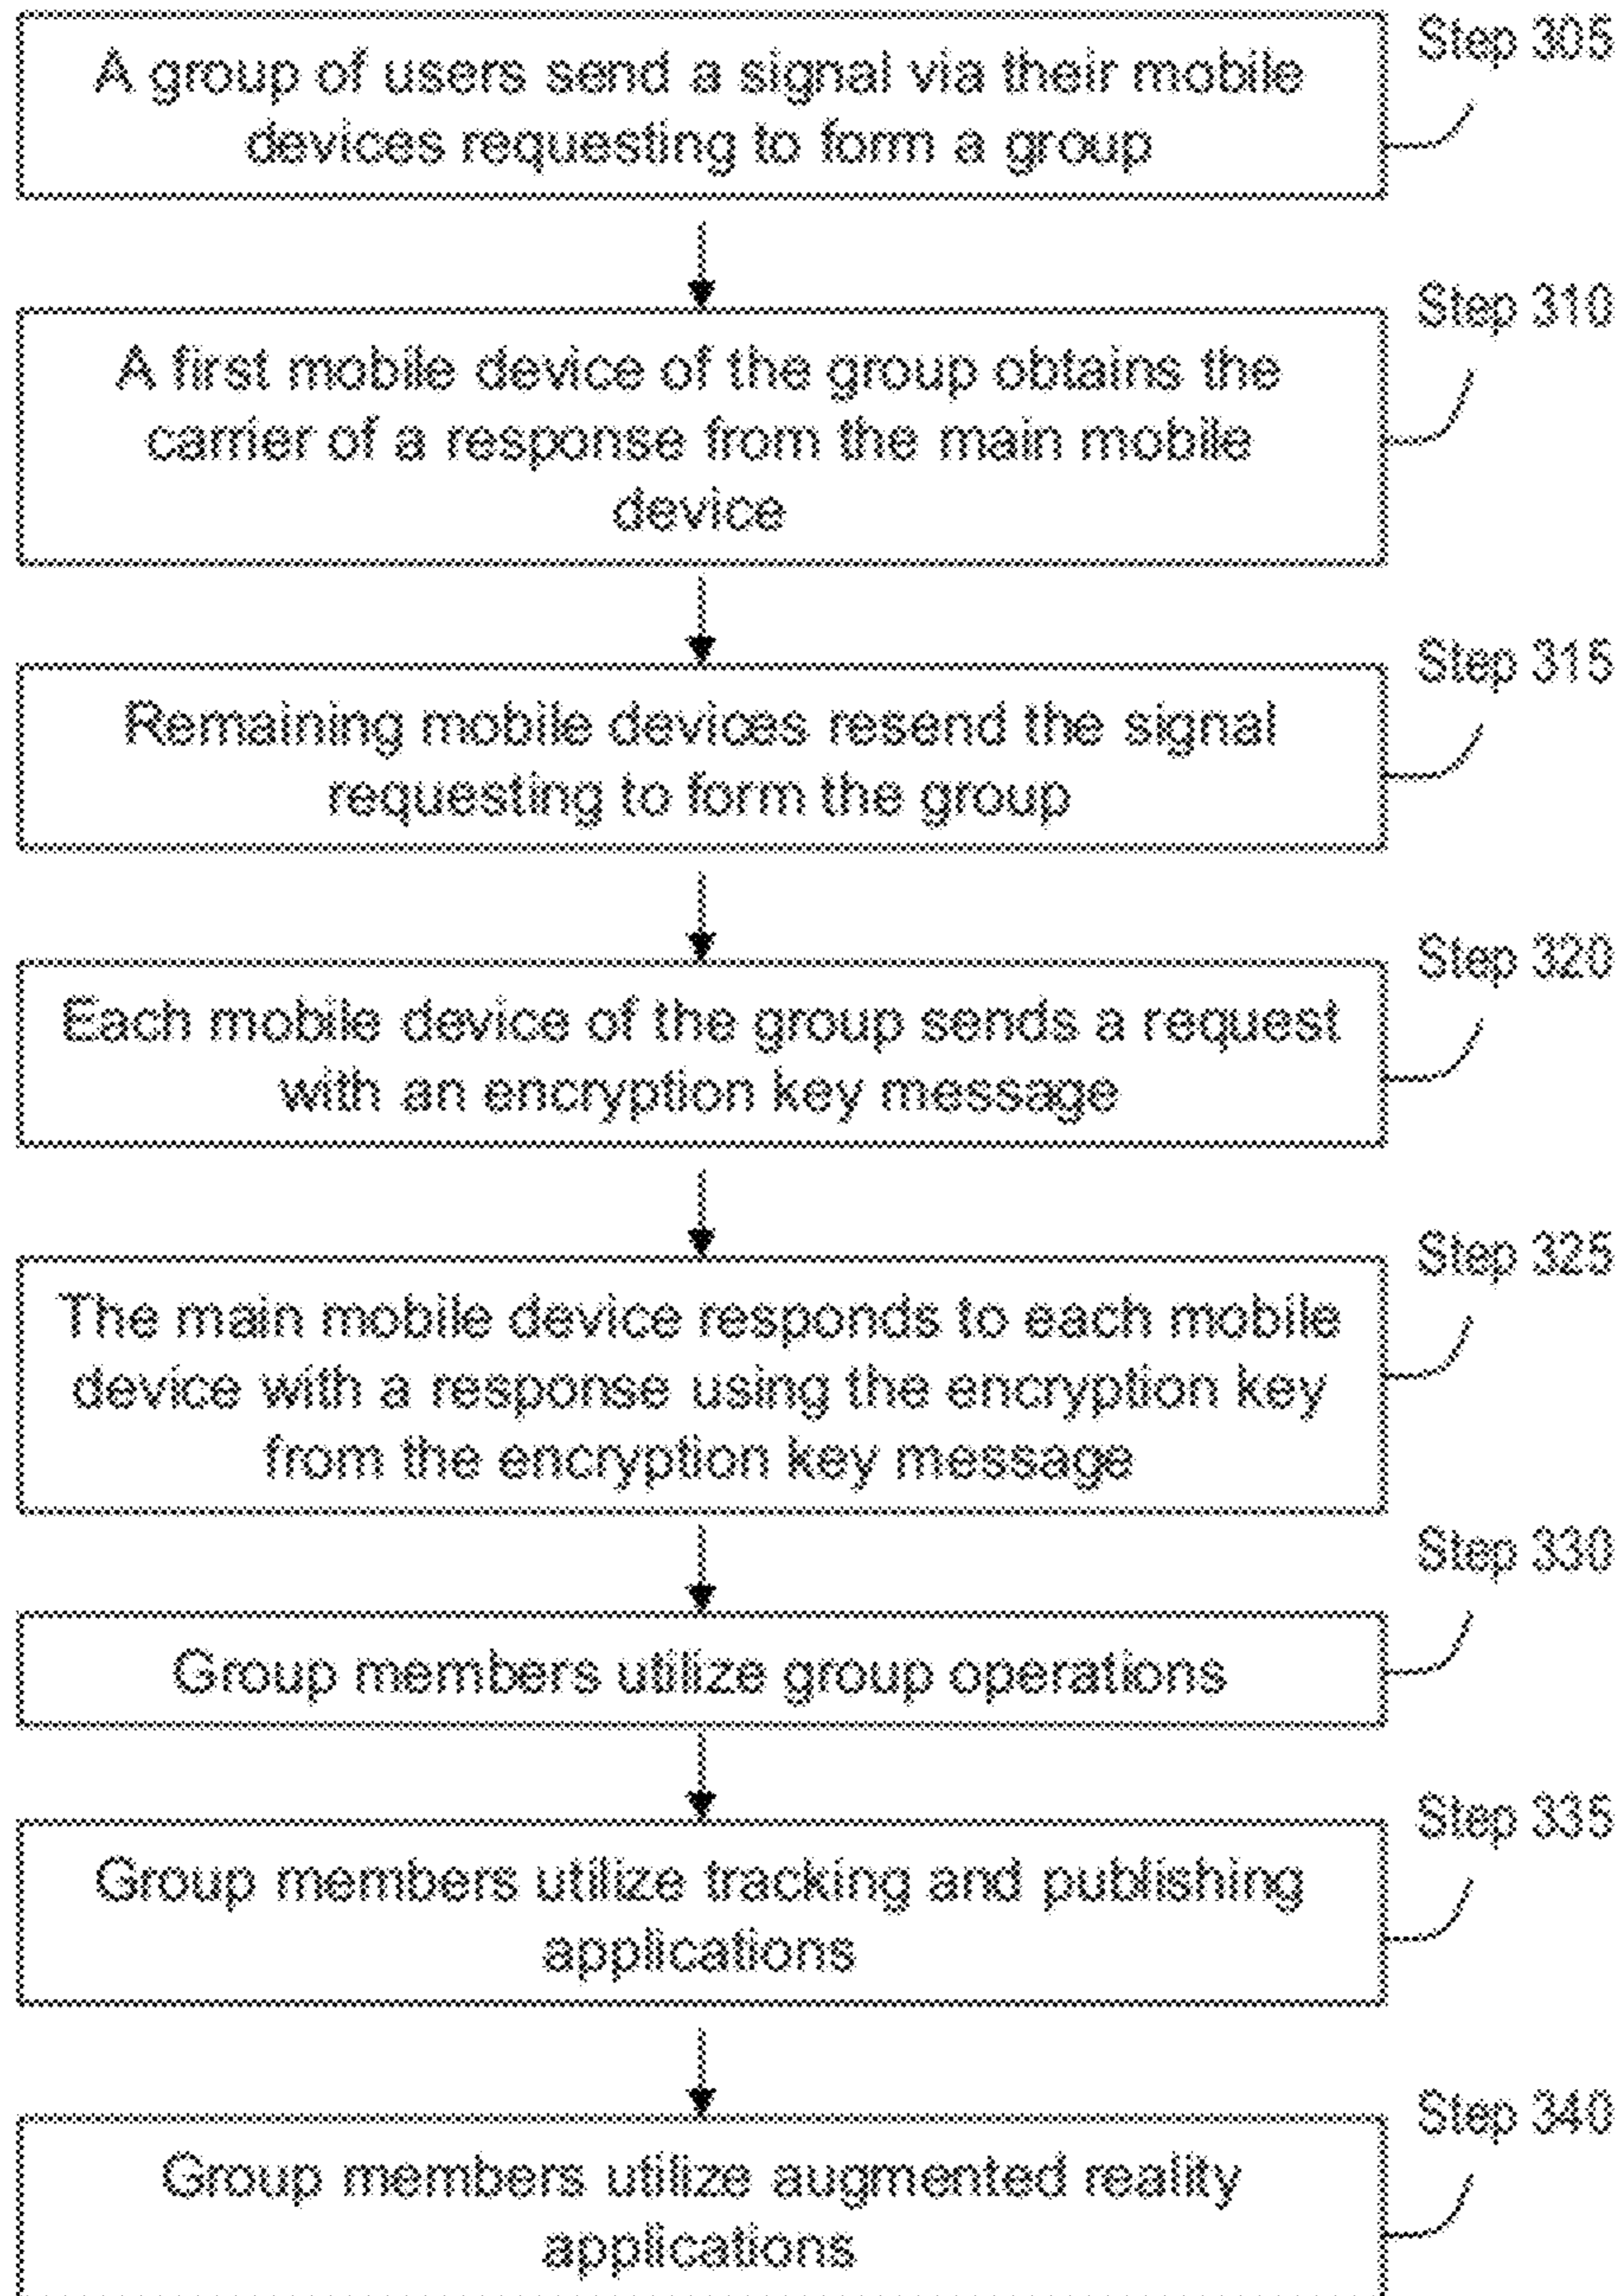 Step 305
A group of users send a signal via their mobile
devices requesting to form a group
Step 310
A first mobile device of the group obtains the
carrier of a response from the main mobile
device
Step 315
Remaining mobile devices resend the signal
requesting to form the group
Step 320
Each mobile device of the group sends a request
with an encryption key message
Step 325
The main mobile device responds to each mobile
device with a response using the encryption key
from the encryption key message
Step 330
Group members utilize group operations
Step 335
Group members utilize tracking and publishing
applications
Step 340
Group members utilize augmented reality
applications